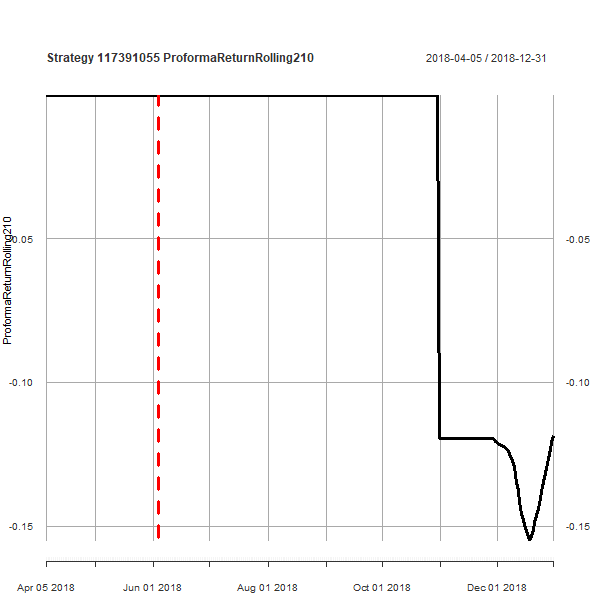 Strategy 117391055 ProformaReturnRolling210
2018-04-05 / 2018-12-31
ProformaReturnRolling210
-0.05
-0.05
-0.10
-0.10
-0.15
-0.15
Apr 05 2018
Jun 01 2018
Aug 01 2018
Oct 01 2018
Dec 01 2018